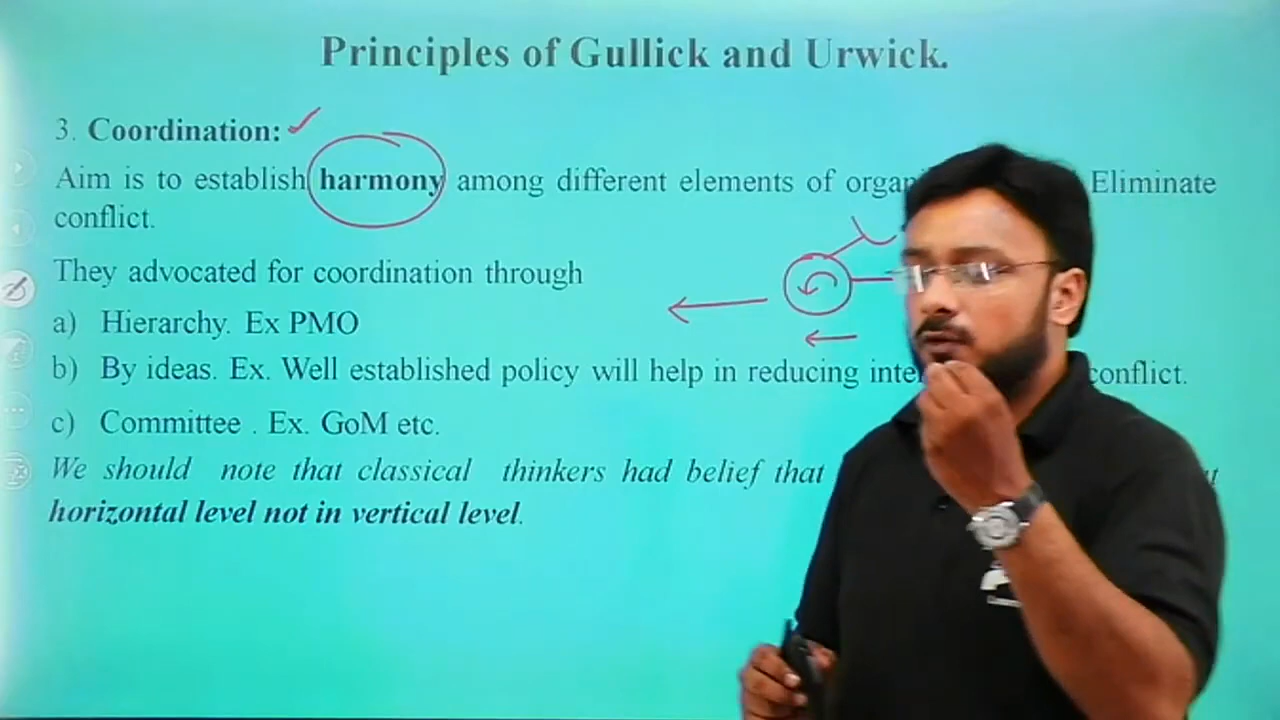 Principles of Gullick and Urwick.
3. Coordination:
Aim is to establish harmony among different elements of Eliminate
conflict.
They advocated for coordination through
a) Hierarchy. Ex PMO
b) By ideas. Ex. Well established policy will help in reducing conflict.
c) Committee . Ex. GoM etc.
We should note that classical thinkers had belief that
horizontal level not in vertical level.